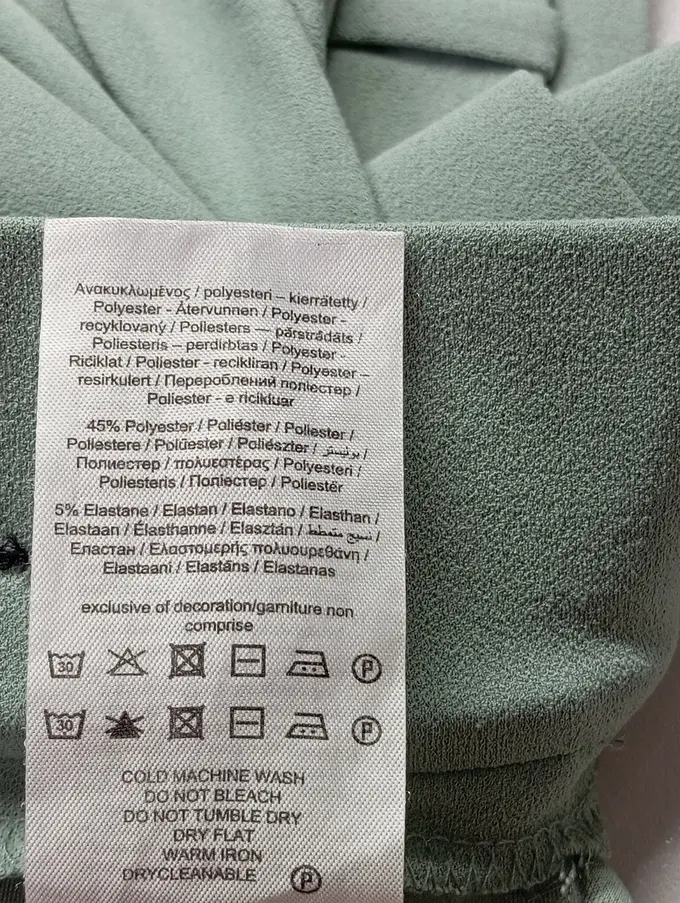 Ανακυκλωμένος / polyesteri – kierrätetty /
Polyester - Återvunnen / Polyester -
recyklovaný / Poliesters — pārstrādāts /
Poliesteris – perdirbtas / Polyester -
Riciklat / Poliester - recikliran / Polyester –
resirkulert / Перероблений поліестер /
Poliester - e ricikluar
45% Polyester / Poliéster / Poliester /
Poliestere / Polüester / Poliészter / بوليستر /
Полиестер / πολυεστέρας / Polyesteri /
Poliesteris / Поліестер / Poliestër
5% Elastane / Elastan / Elastano / Elasthan /
Elastaan / Élasthanne / Elasztán / نسيج متمطط /
Еластан / Ελαστομερής πολυουρεθάνη /
Elastaani / Elastāns / Elastanas
exclusive of decoration/garniture non
comprise
30 P
30 P
COLD MACHINE WASH
DO NOT BLEACH
DO NOT TUMBLE DRY
DRY FLAT
WARM IRON
DRYCLEANABLE P